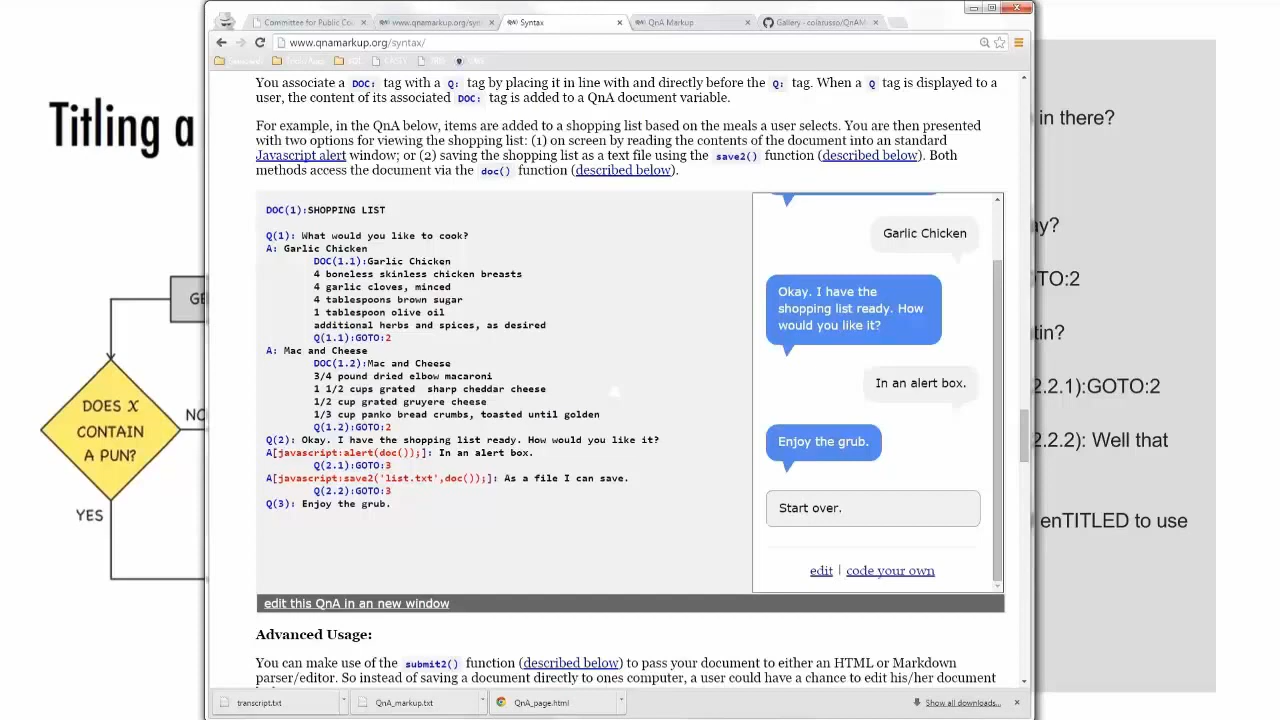 Committee for Public Co
www.qnamarkup.org/syn
Syntax
QnA Markup
Gallery - colarusso/QnAM
www.qnamarkup.org/syntax/
You associate a DOC: tag with a Q: tag by placing it in line with and directly before the Q: tag. When a Q tag is displayed to a
user, the content of its associated DOC: tag is added to a QnA document variable.
For example, in the QnA below, items are added to a shopping list based on the meals a user selects. You are then presented
with two options for viewing the shopping list: (1) on screen by reading the contents of the document into an standard
Javascript alert window; or (2) saving the shopping list as a text file using the save2() function (described below). Both
methods access the document via the doc() function (described below).
DOC(1):SHOPPING LIST
Q(1): What would you like to cook?
A: Garlic Chicken
DOC(1.1):Garlic Chicken
4 boneless skinless chicken breasts
4 garlic cloves, minced
4 tablespoons brown sugar
1 tablespoon olive oil
additional herbs and spices, as desired
Q(1.1):GOTO:2
A: Mac and Cheese
DOC(1.2):Mac and Cheese
3/4 pound dried elbow macaroni
1 1/2 cups grated  sharp cheddar cheese
1/2 cup grated gruyere cheese
1/3 cup panko bread crumbs, toasted until golden
Q(1.2):GOTO:2
Q(2): Okay. I have the shopping list ready. How would you like it?
A[javascript:alert(doc());]: In an alert box.
Q(2.1):GOTO:3
A[javascript:save2('list.txt',doc());]: As a file I can save.
Q(2.2):GOTO:3
Q(3): Enjoy the grub.
Garlic Chicken
Okay. I have the
shopping list ready. How
would you like it?
In an alert box.
Enjoy the grub.
Start over.
edit | code your own
edit this QnA in an new window
Advanced Usage:
You can make use of the submit2() function (described below) to pass your document to either an HTML or Markdown
parser/editor. So instead of saving a document directly to ones computer, a user could have a chance to edit his/her document
transcript.txt
QnA_markup.txt
QnA_page.html
Show all downloads...
Titling a
GE
DOES X
CONTAIN
A PUN?
NO
YES
in there?
ay?
OTO:2
tin?
2.2.1):GOTO:2
2.2.2): Well that
enTITLED to use